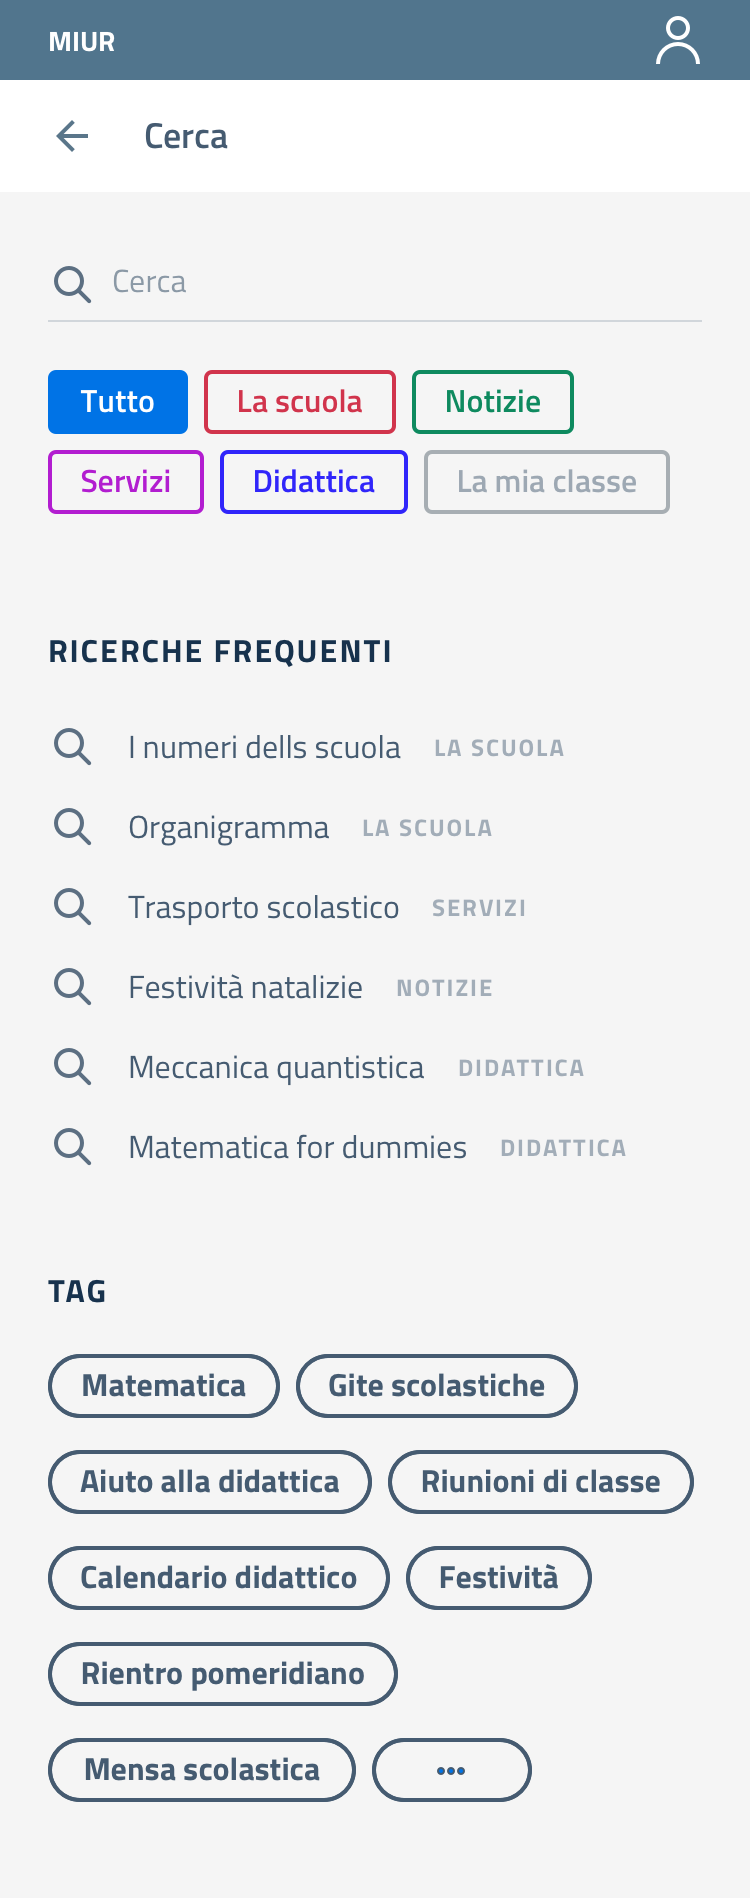 MIUR
Cerca
Cerca
Tutto La scuola Notizie
Servizi Didattica La mia classe
RICERCHE FREQUENTI
I numeri dells scuola LA SCUOLA
Organigramma LA SCUOLA
Trasporto scolastico SERVIZI
Festività natalizie NOTIZIE
Meccanica quantistica DIDATTICA
Matematica for dummies DIDATTICA
TAG
Matematica Gite scolastiche
Aiuto alla didattica Riunioni di classe
Calendario didattico Festività
Rientro pomeridiano
Mensa scolastica •••